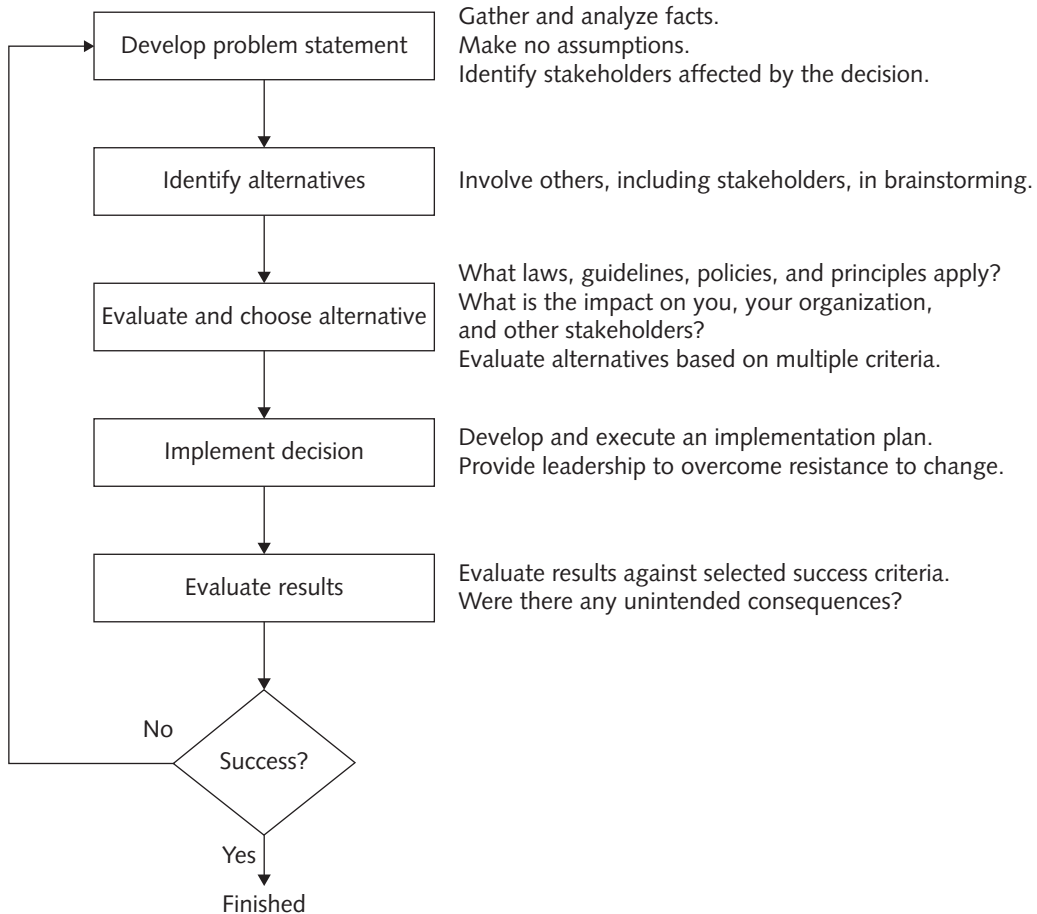 Develop problem statement
Gather and analyze facts.
Make no assumptions.
Identify stakeholders affected by the decision.
Identify alternatives
Involve others, including stakeholders, in brainstorming.
Evaluate and choose alternative
What laws, guidelines, policies, and principles apply?
What is the impact on you, your organization,
and other stakeholders?
Evaluate alternatives based on multiple criteria.
Implement decision
Develop and execute an implementation plan.
Provide leadership to overcome resistance to change.
Evaluate results
Evaluate results against selected success criteria.
Were there any unintended consequences?
No
Success?
Yes
Finished